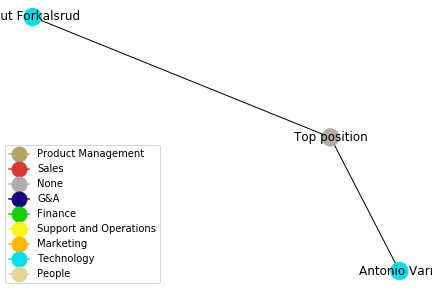 ut Forkalsrud
Top position
Product Management
Sales
None
G&A
Finance
Support and Operations
Marketing
Technology
People
Antonio Varr